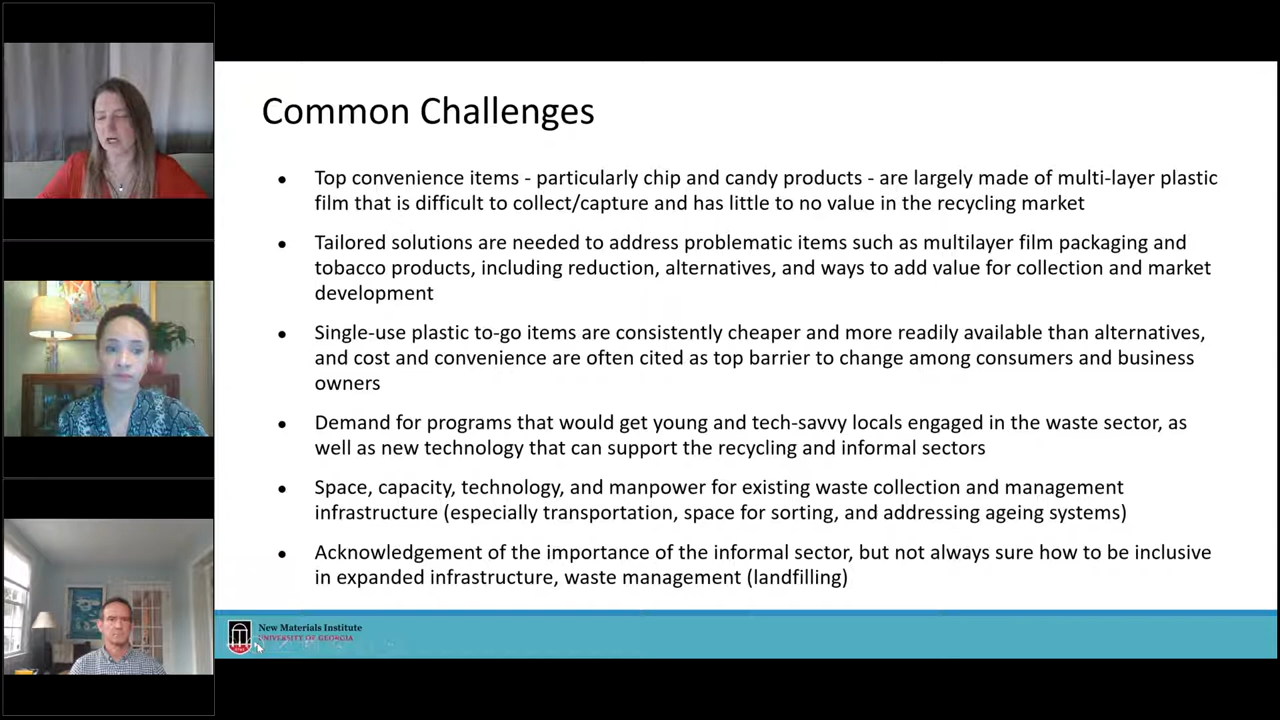 Common Challenges
● Top convenience items - particularly chip and candy products - are largely made of multi-layer plastic
film that is difficult to collect/capture and has little to no value in the recycling market
● Tailored solutions are needed to address problematic items such as multilayer film packaging and
tobacco products, including reduction, alternatives, and ways to add value for collection and market
development
● Single-use plastic to-go items are consistently cheaper and more readily available than alternatives,
and cost and convenience are often cited as top barrier to change among consumers and business
owners
● Demand for programs that would get young and tech-savvy locals engaged in the waste sector, as
well as new technology that can support the recycling and informal sectors
● Space, capacity, technology, and manpower for existing waste collection and management
infrastructure (especially transportation, space for sorting, and addressing ageing systems)
● Acknowledgement of the importance of the informal sector, but not always sure how to be inclusive
in expanded infrastructure, waste management (landfilling)
New Materials Institute
UNIVERSITY OF GEORGIA